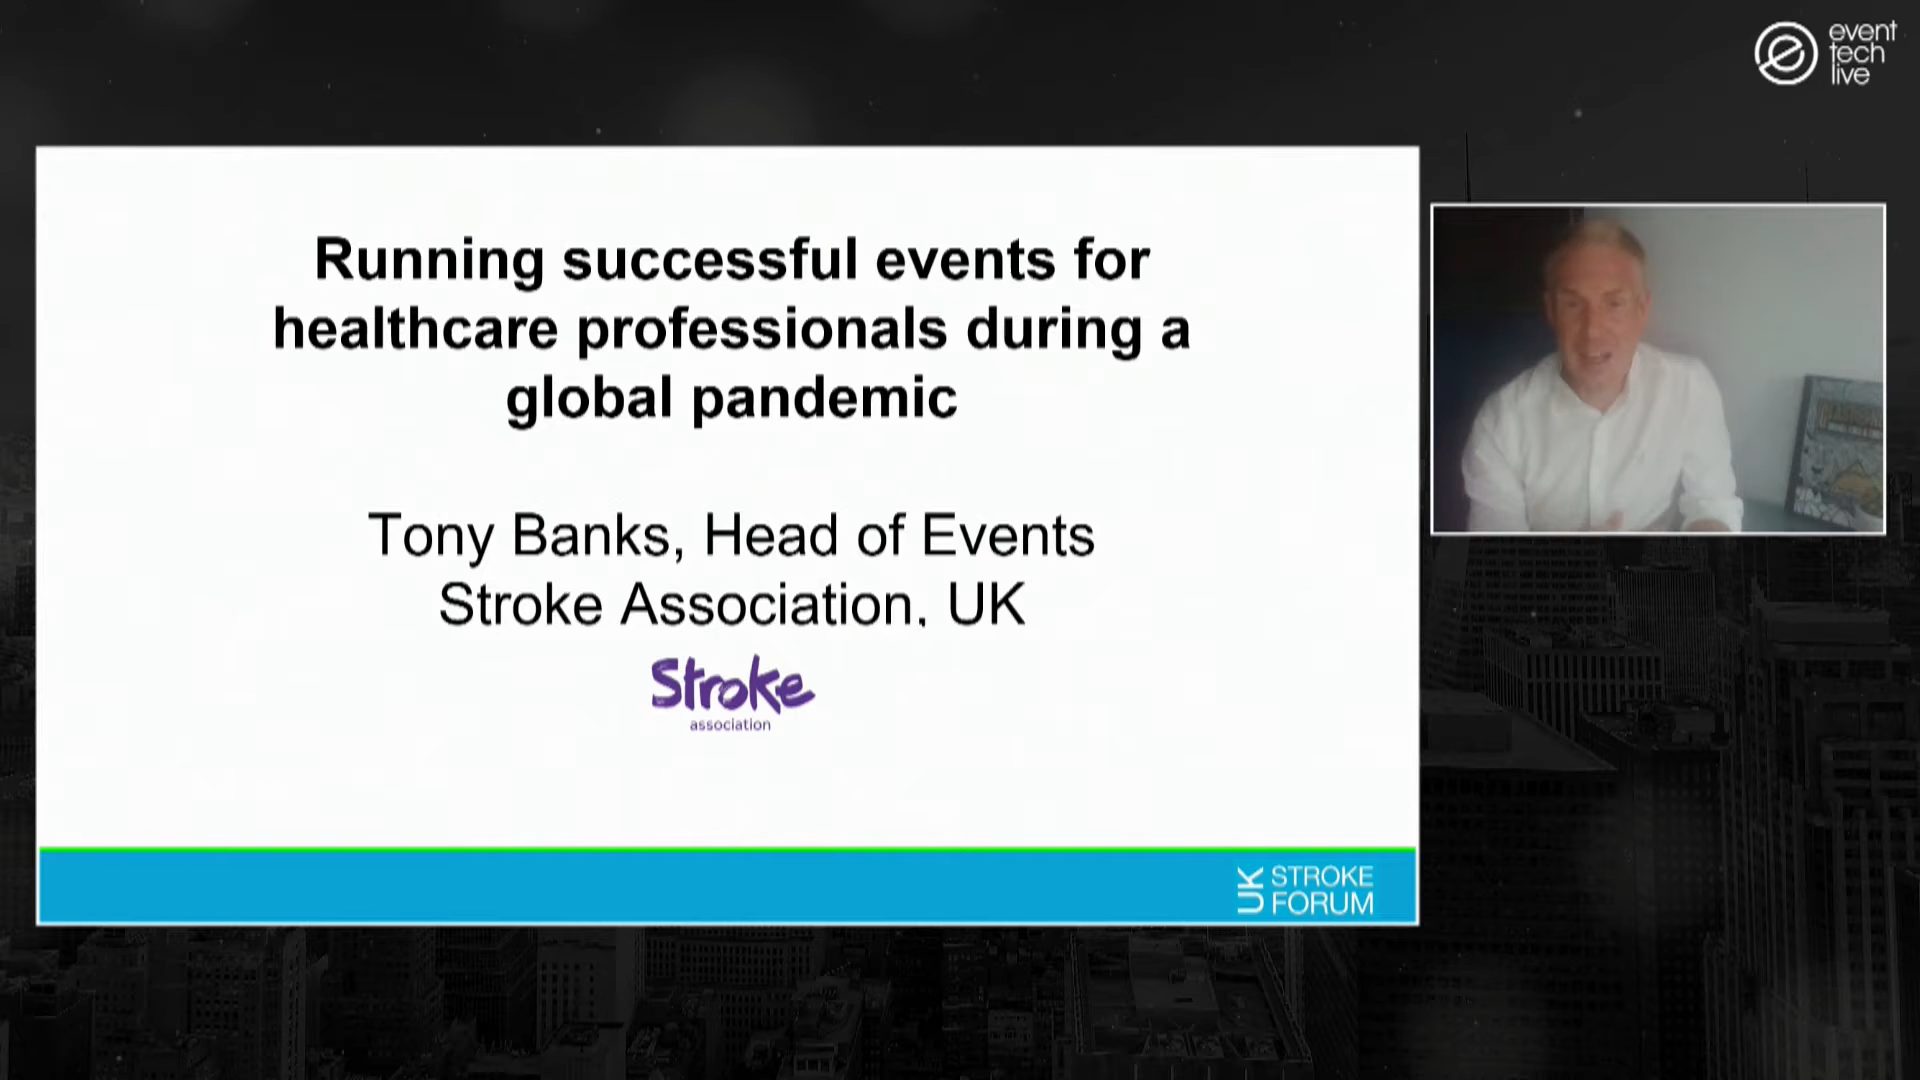 event
tech
live
Running successful events for
healthcare professionals during a
global pandemic
Tony Banks, Head of Events
Stroke Association, UK
Stroke
association
UK
STROKE
FORUM